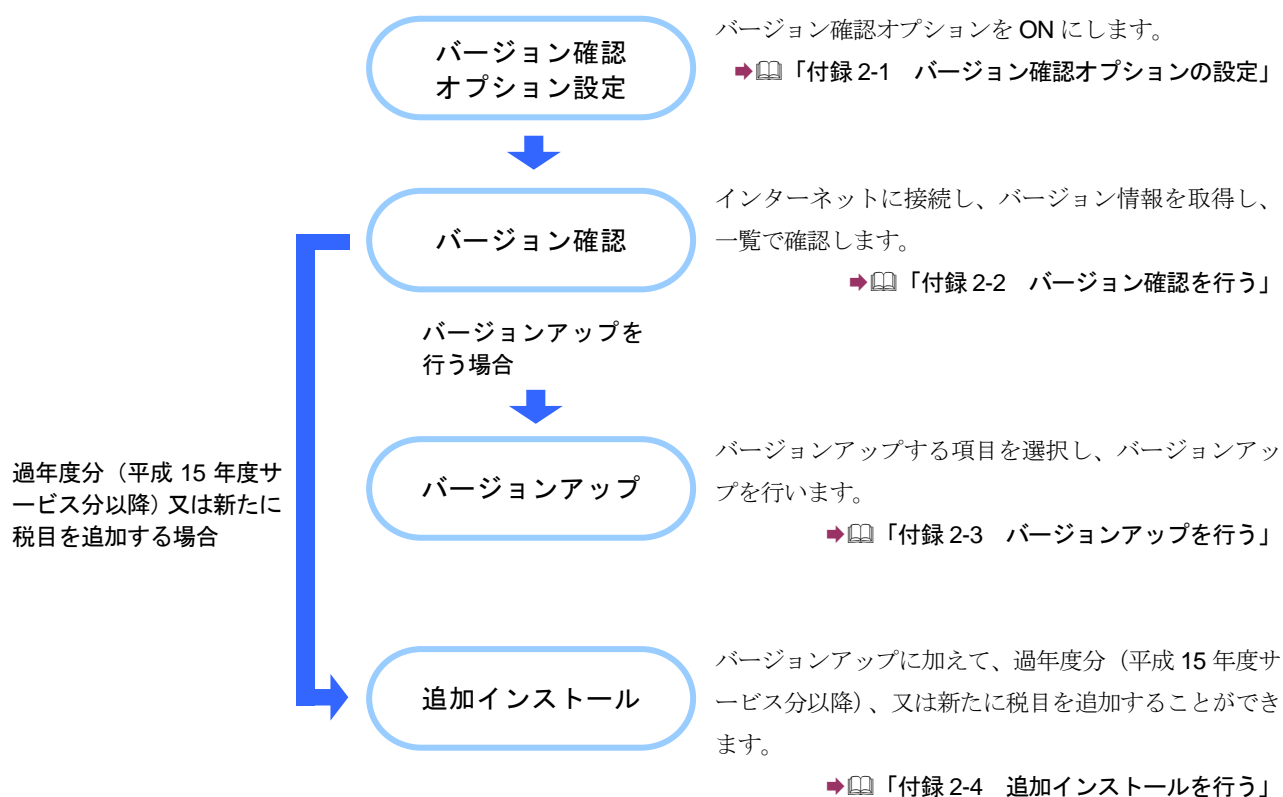 バージョン確認
オプション設定
バージョン確認オプションを ON にします。
➡🕮「付録 2-1　バージョン確認オプションの設定」
バージョン確認
インターネットに接続し、バージョン情報を取得し、
一覧で確認します。
➡🕮「付録 2-2　バージョン確認を行う」
バージョンアップを
行う場合
過年度分（平成 15 年度サ
ービス分以降）又は新たに
税目を追加する場合
バージョンアップ
バージョンアップする項目を選択し、バージョンアッ
プを行います。
➡🕮「付録 2-3　バージョンアップを行う」
追加インストール
バージョンアップに加えて、過年度分（平成 15 年度サ
ービス分以降）、又は新たに税目を追加することができ
ます。
➡🕮「付録 2-4　追加インストールを行う」